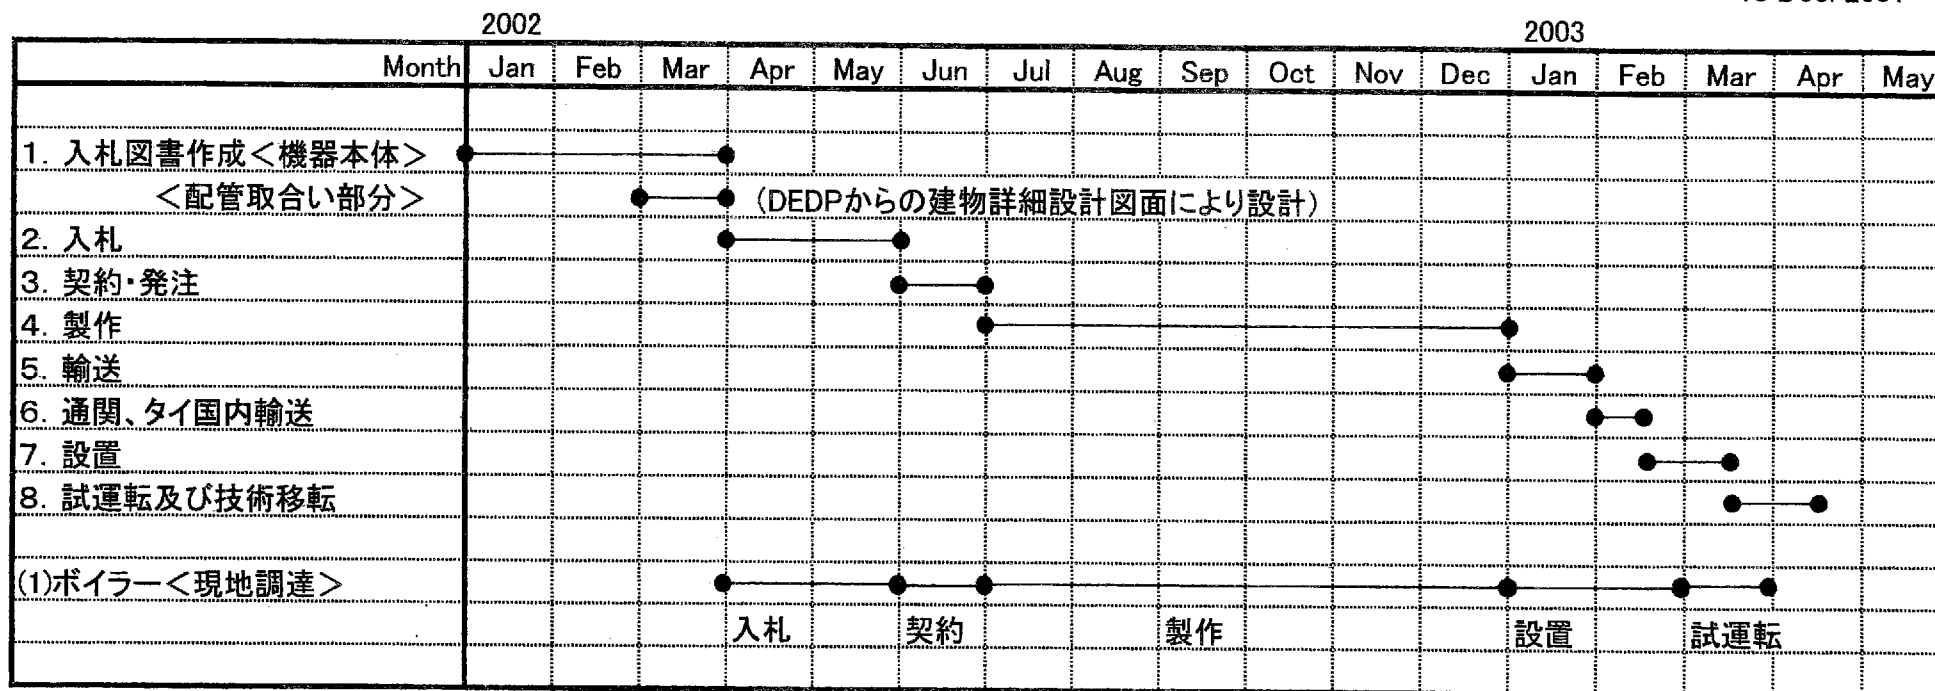 2002 2003
Month Jan Feb Mar Apr May Jun Jul Aug Sep Oct Nov Dec Jan Feb Mar Apr May
1. 入札図書作成＜機器本体＞
＜配管取合い部分＞ (DEDPからの建物詳細設計図面により設計)
2. 入札
3. 契約・発注
4. 製作
5. 輸送
6. 通関、タイ国内輸送
7. 設置
8. 試運転及び技術移転
(1)ボイラー＜現地調達＞
入札 契約 製作 設置 試運転